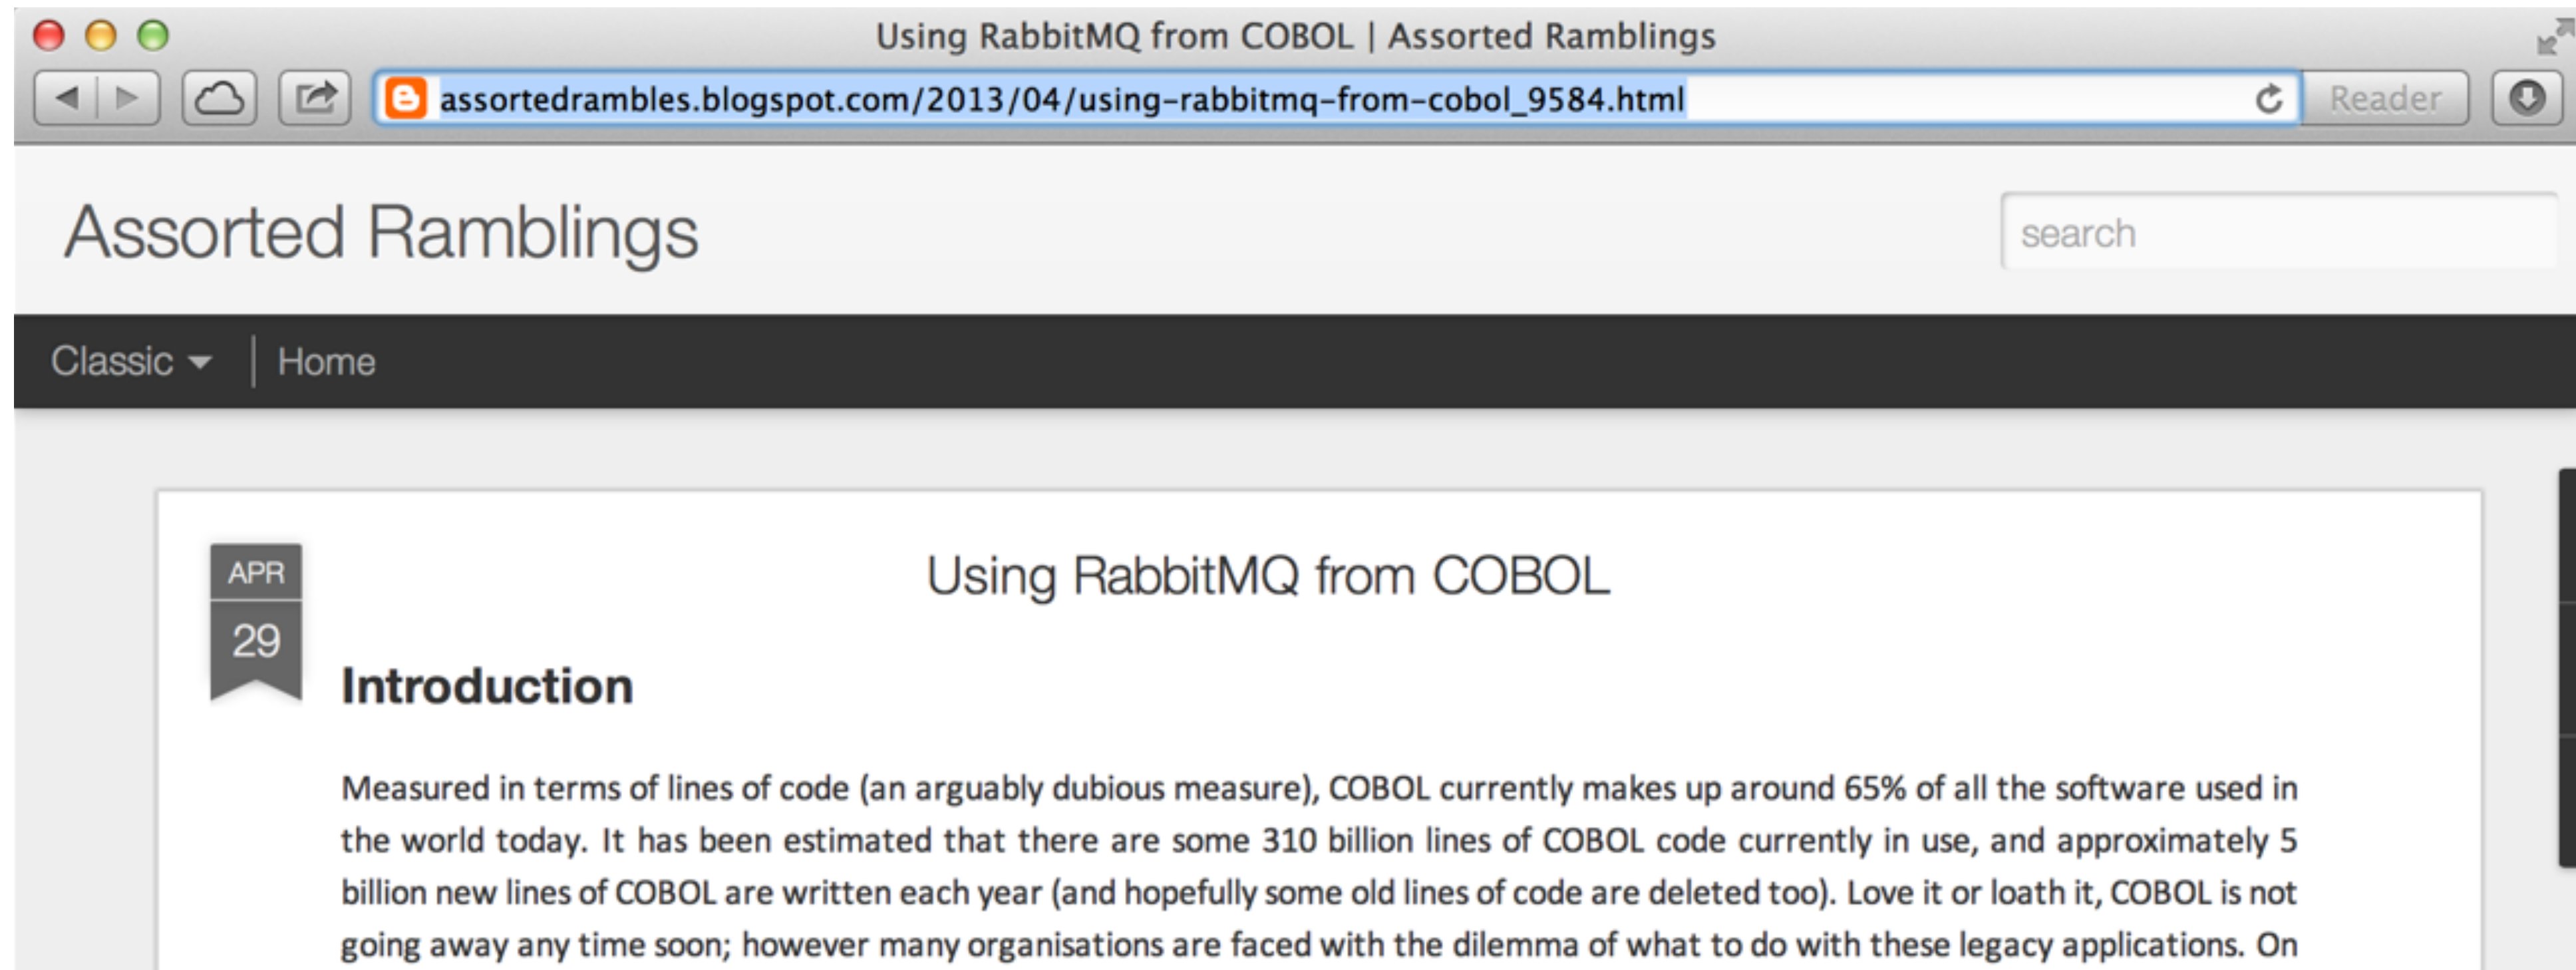 Using RabbitMQ from COBOL | Assorted Ramblings
assortedrambles.blogspot.com/2013/04/using-rabbitmq-from-cobol_9584.html
Reader
Assorted Ramblings
search
Classic
Home
APR
29
Using RabbitMQ from COBOL
Introduction
Measured in terms of lines of code (an arguably dubious measure), COBOL currently makes up around 65% of all the software used in
the world today. It has been estimated that there are some 310 billion lines of COBOL code currently in use, and approximately 5
billion new lines of COBOL are written each year (and hopefully some old lines of code are deleted too). Love it or loath it, COBOL is not
going away any time soon; however many organisations are faced with the dilemma of what to do with these legacy applications. On